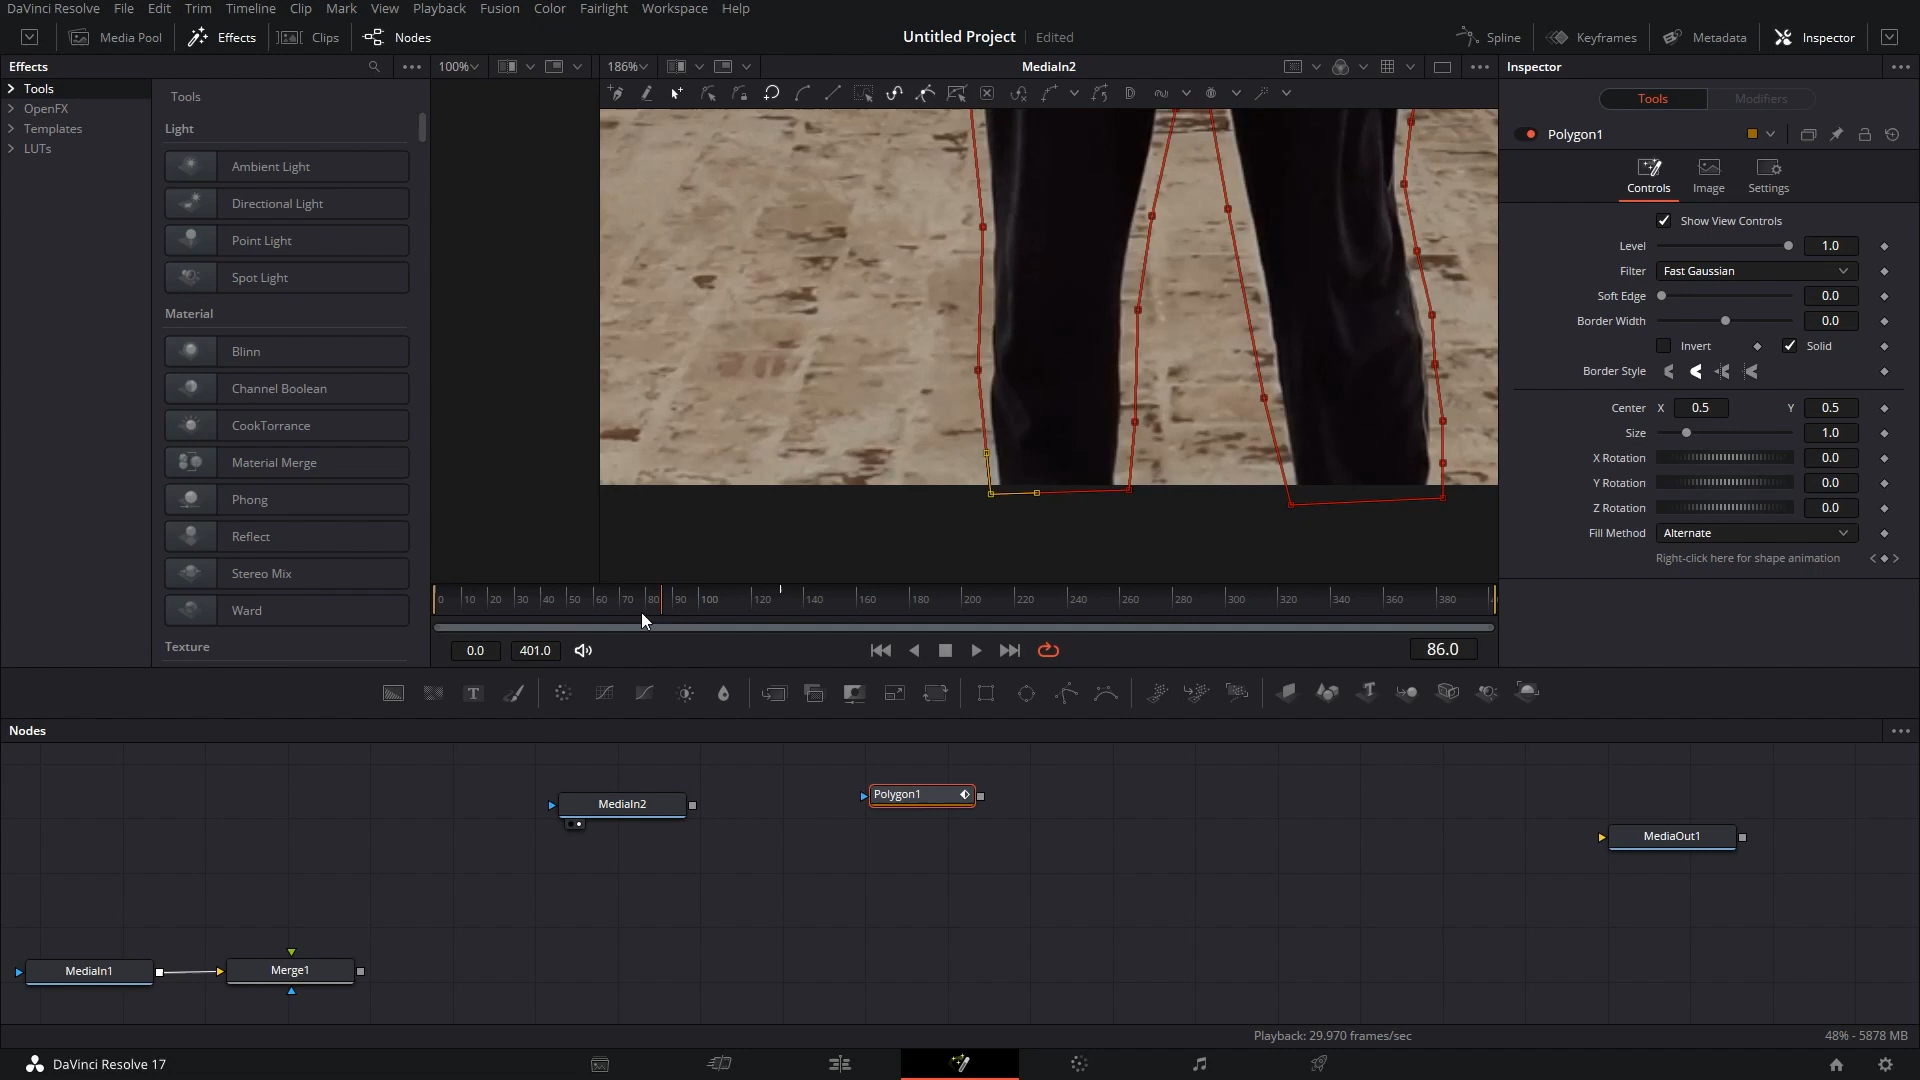 DaVinci Resolve File Edit Trim Timeline Clip Mark View Playback Fusion Color Fairlight Workspace Help
Media Pool Effects Clips Nodes Untitled Project Edited Spline Keyframes Metadata Inspector
Effects 100% 186% MediaIn2 Inspector
Tools
OpenFX
Templates
LUTs
Tools
Light
Ambient Light
Directional Light
Point Light
Spot Light
Material
Blinn
Channel Boolean
CookTorrance
Material Merge
Phong
Reflect
Stereo Mix
Ward
Texture
0 10 20 30 40 50 60 70 80 90 100 120 140 160 180 200 220 240 260 280 300 320 340 360 380
0.0 401.0 86.0
Tools Modifiers
Polygon1
Controls Image Settings
Show View Controls
Level 1.0
Filter Fast Gaussian
Soft Edge 0.0
Border Width 0.0
Invert Solid
Border Style
Center X 0.5 Y 0.5
Size 1.0
X Rotation 0.0
Y Rotation 0.0
Z Rotation 0.0
Fill Method Alternate
Right-click here for shape animation
Nodes
Polygon1
MediaIn2
MediaOut1
MediaIn1 Merge1
Playback: 29.970 frames/sec 48% - 5878 MB
DaVinci Resolve 17